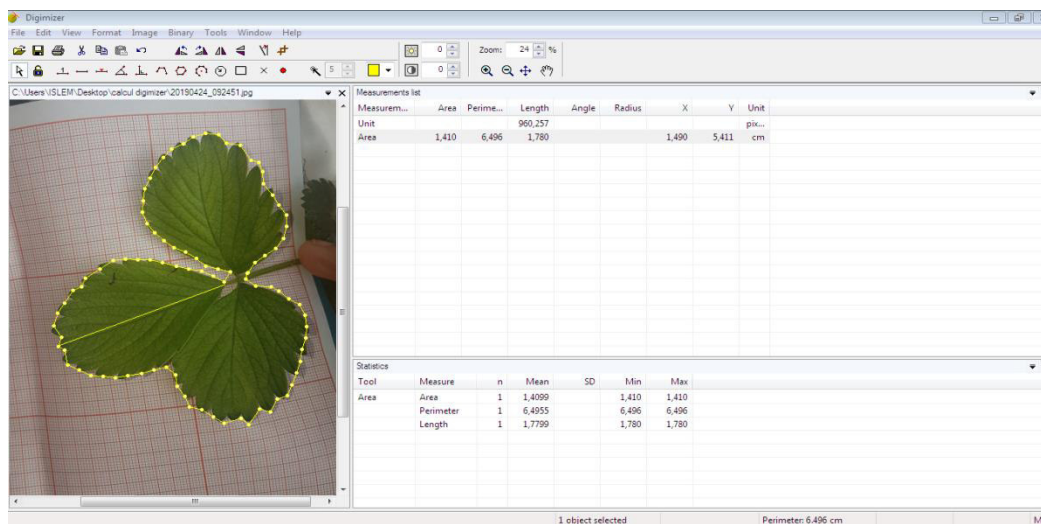 Digimizer
File Edit View Format Image Binary Tools Window Help
0 Zoom: 24 %
5 0
C:\Users\ISLEM\Desktop\calcul digimizer\20190424_092451.jpg
Measurements list
Measurem... Area Perime... Length Angle Radius X Y Unit
Unit 960,257 pix...
Area 1,410 6,496 1,780 1,490 5,411 cm
Statistics
Tool Measure n Mean SD Min Max
Area Area 1 1,4099 1,410 1,410
Perimeter 1 6,4955 6,496 6,496
Length 1 1,7799 1,780 1,780
1 object selected Perimeter: 6,496 cm M